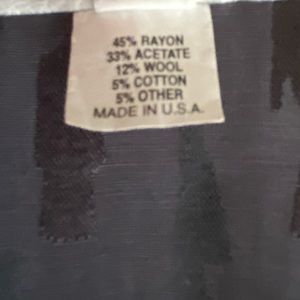 45% RAYON
33% ACETATE
12% WOOL
5% COTTON
5% OTHER
MADE IN U.S.A.